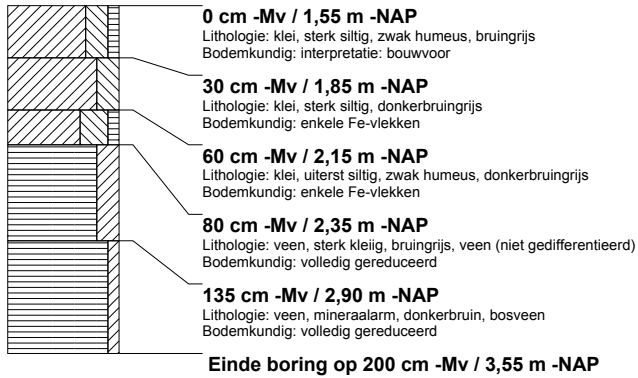 0 cm -Mv / 1,55 m -NAP
Lithologie: klei, sterk siltig, zwak humeus, bruingrijs
Bodemkundig: interpretatie: bouwvoor
30 cm -Mv / 1,85 m -NAP
Lithologie: klei, sterk siltig, donkerbruingrijs
Bodemkundig: enkele Fe-vlekken
60 cm -Mv / 2,15 m -NAP
Lithologie: klei, uiterst siltig, zwak humeus, donkerbruingrijs
Bodemkundig: enkele Fe-vlekken
80 cm -Mv / 2,35 m -NAP
Lithologie: veen, sterk kleiig, bruingrijs, veen (niet gedifferentieerd)
Bodemkundig: volledig gereduceerd
135 cm -Mv / 2,90 m -NAP
Lithologie: veen, mineraalarm, donkerbruin, bosveen
Bodemkundig: volledig gereduceerd
Einde boring op 200 cm -Mv / 3,55 m -NAP